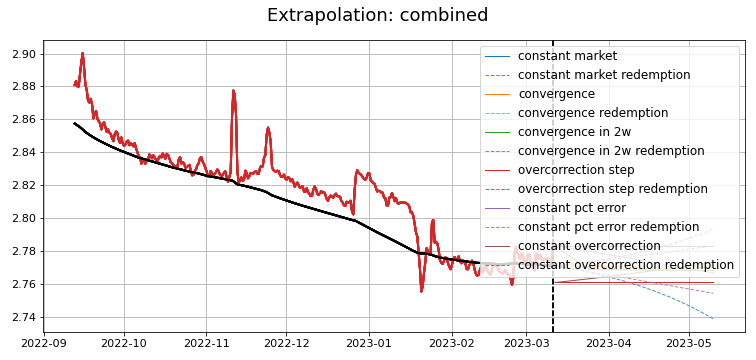 Extrapolation: combined
2.90
2.88
2.86
2.84
2.82
2.80
2.78
2.76
2.74
constant market
constant market redemption
convergence
convergence redemption
convergence in 2w
convergence in 2w redemption
overcorrection step
overcorrection step redemption
constant pct error
constant pct error redemption
constant overcorrection
constant overcorrection redemption
2022-09 2022-10 2022-11 2022-12 2023-01 2023-02 2023-03 2023-04 2023-05